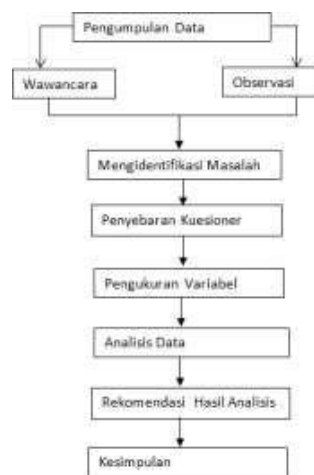 Pengumpulan Data
Wawancara
Observasi
Mengidentifikasi Masalah
Penyebaran Kuesioner
Pengukuran Variabel
Analisis Data
Rekomendasi Hasil Analisis
Kesimpulan